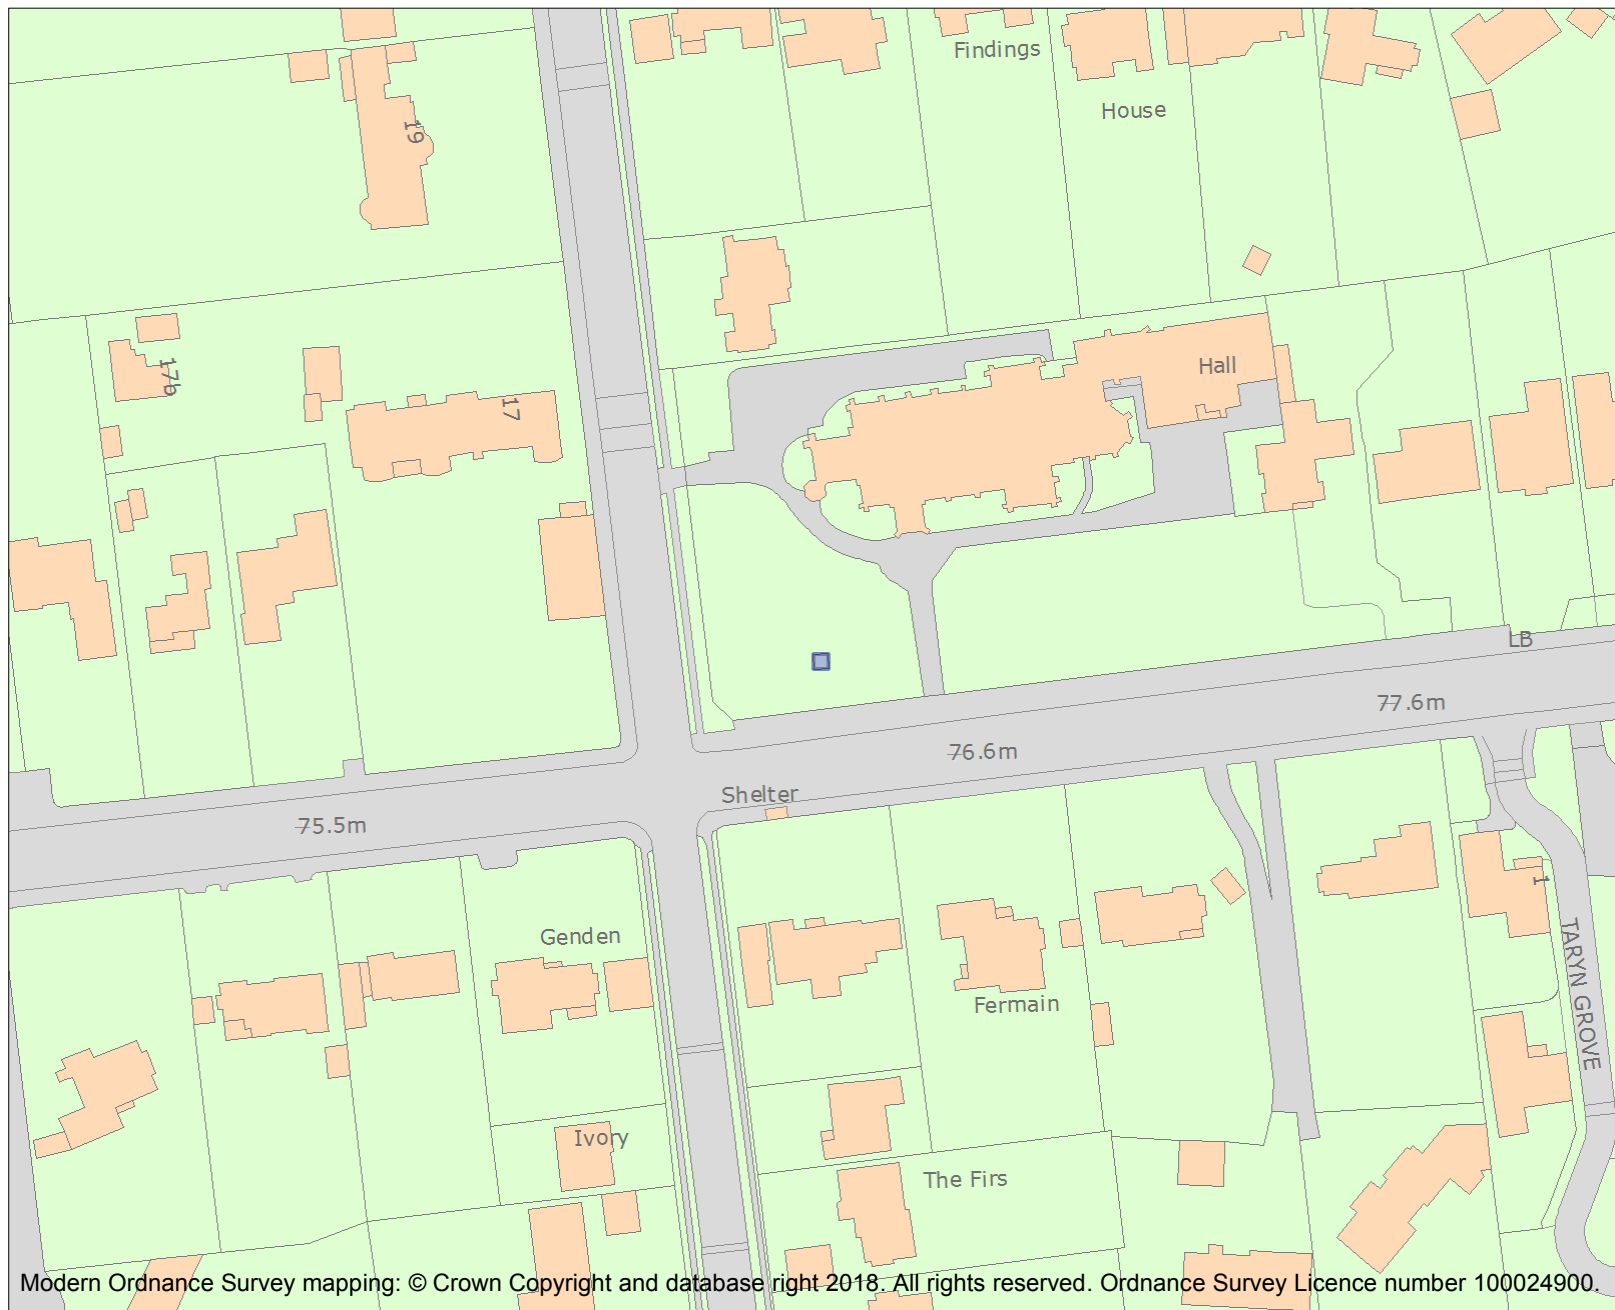 Findings
House
19
Hall
17b
17
LB
77.6m
76.6m
Shelter
75.5m
1
TARYN GROVE
Genden
Fermain
Ivory
The Firs
Modern Ordnance Survey mapping: © Crown Copyright and database right 2018. All rights reserved. Ordnance Survey Licence number 100024900.